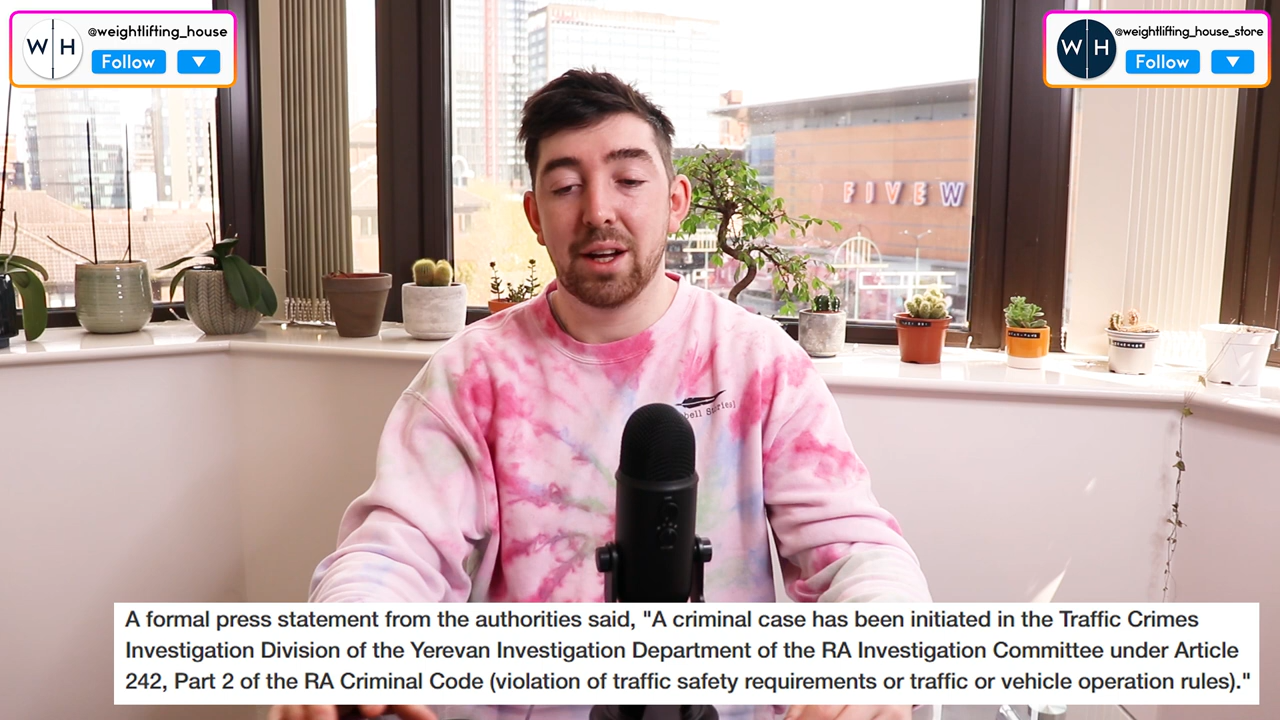 W H
@weightlifting_house
Follow
W H
@weightlifting_house_store
Follow
FIVEW
A formal press statement from the authorities said, "A criminal case has been initiated in the Traffic Crimes
Investigation Division of the Yerevan Investigation Department of the RA Investigation Committee under Article
242, Part 2 of the RA Criminal Code (violation of traffic safety requirements or traffic or vehicle operation rules)."